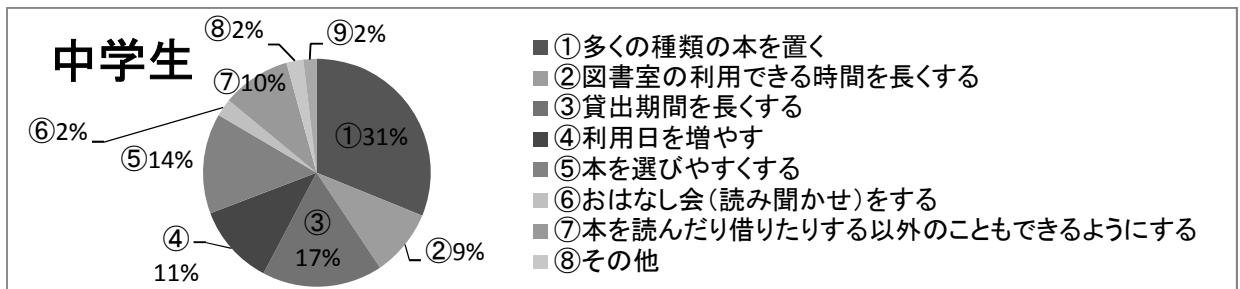 中学生
⑧2%
⑨2%
⑦10%
①31%
⑥2%
⑤14%
④
11%
③
17%
②9%
①多くの種類の本を置く
②図書室の利用できる時間を長くする
③貸出期間を長くする
④利用日を増やす
⑤本を選びやすくする
⑥おはなし会(読み聞かせ)をする
⑦本を読んだり借りたりする以外のこともできるようにする
⑧その他